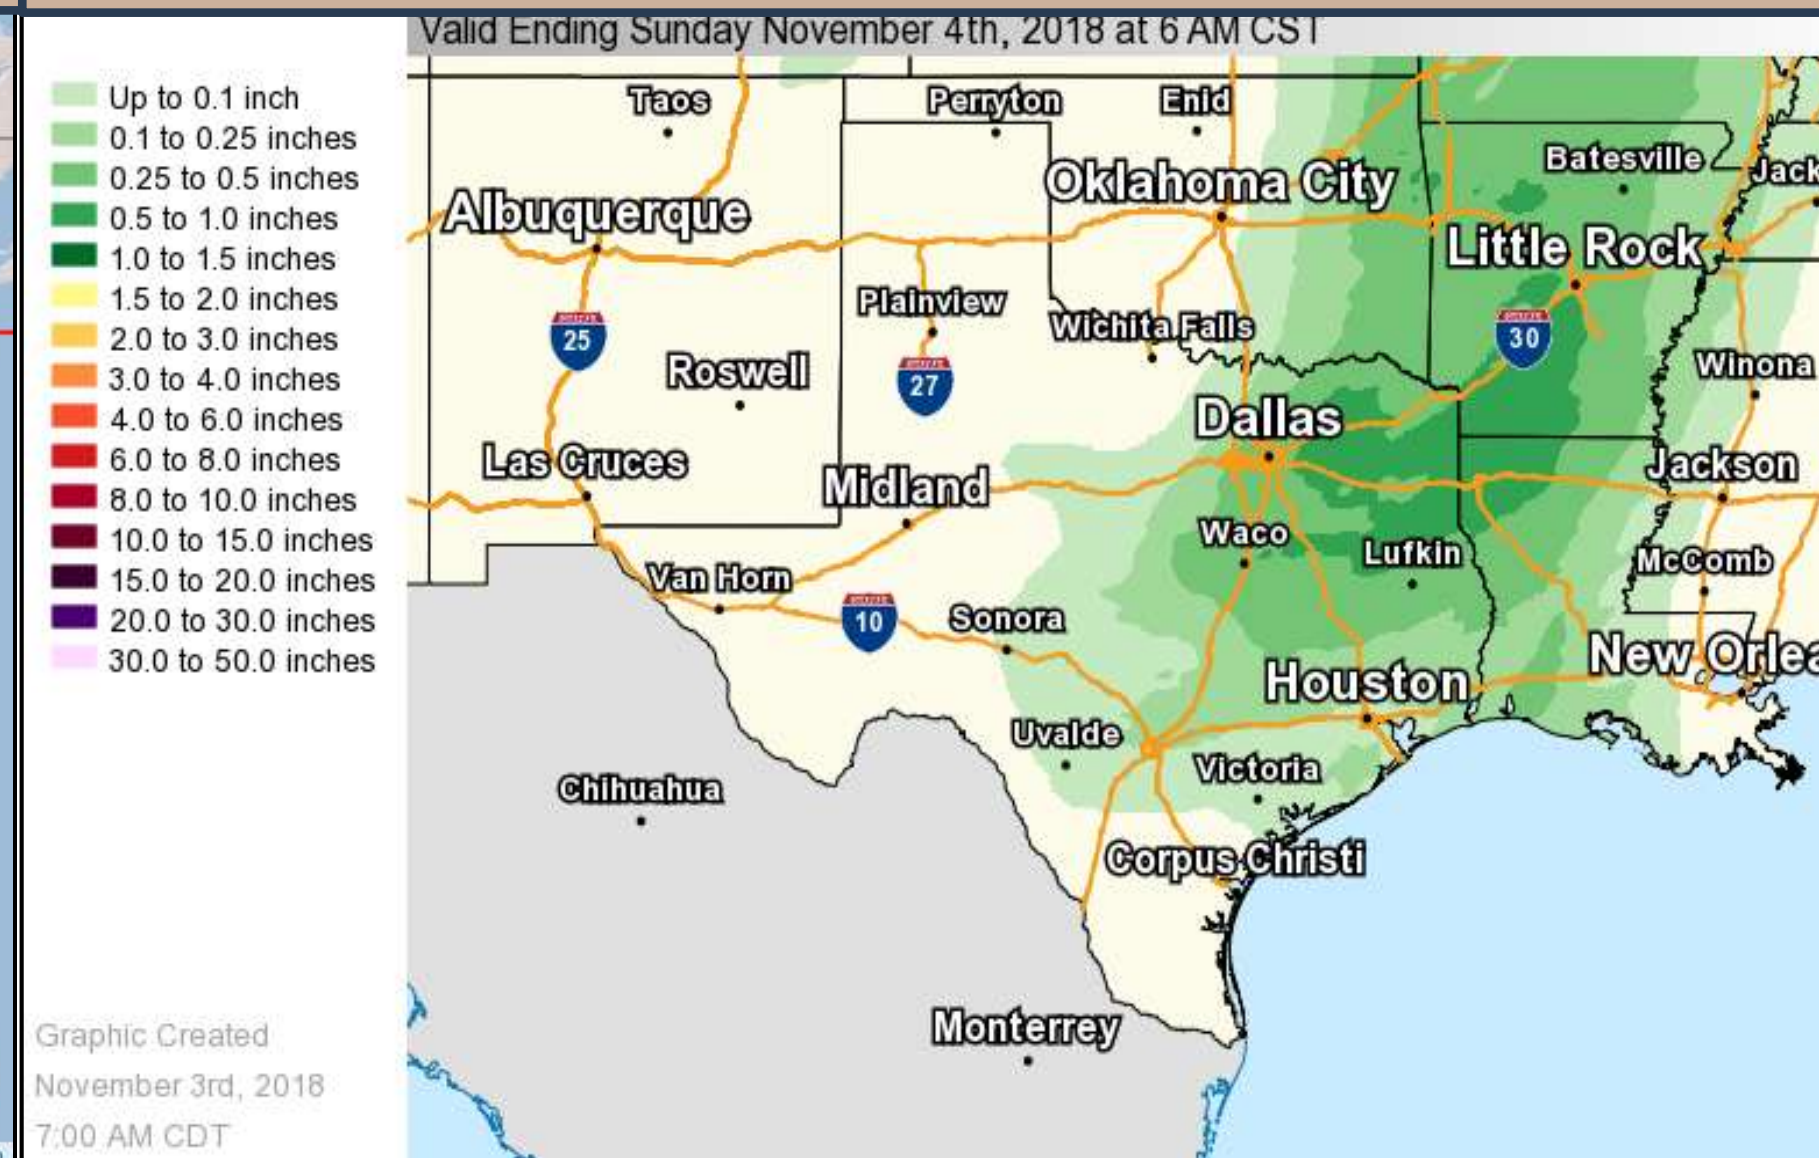 Valid Ending Sunday November 4th, 2018 at 6 AM CST
Up to 0.1 inch
0.1 to 0.25 inches
0.25 to 0.5 inches
0.5 to 1.0 inches
1.0 to 1.5 inches
1.5 to 2.0 inches
2.0 to 3.0 inches
3.0 to 4.0 inches
4.0 to 6.0 inches
6.0 to 8.0 inches
8.0 to 10.0 inches
10.0 to 15.0 inches
15.0 to 20.0 inches
20.0 to 30.0 inches
30.0 to 50.0 inches
Graphic Created
November 3rd, 2018
7:00 AM CDT
Taos
Perryton
Enid
Batesville
Jack
Oklahoma City
Albuquerque
Little Rock
Plainview
Wichita Falls
25
30
Winona
Roswell
27
Dallas
Las Cruces
Midland
Jackson
Waco
Lufkin
McComb
Van Horn
10
Sonora
New Orlea
Houston
Uvalde
Victoria
Chihuahua
Corpus Christi
Monterrey